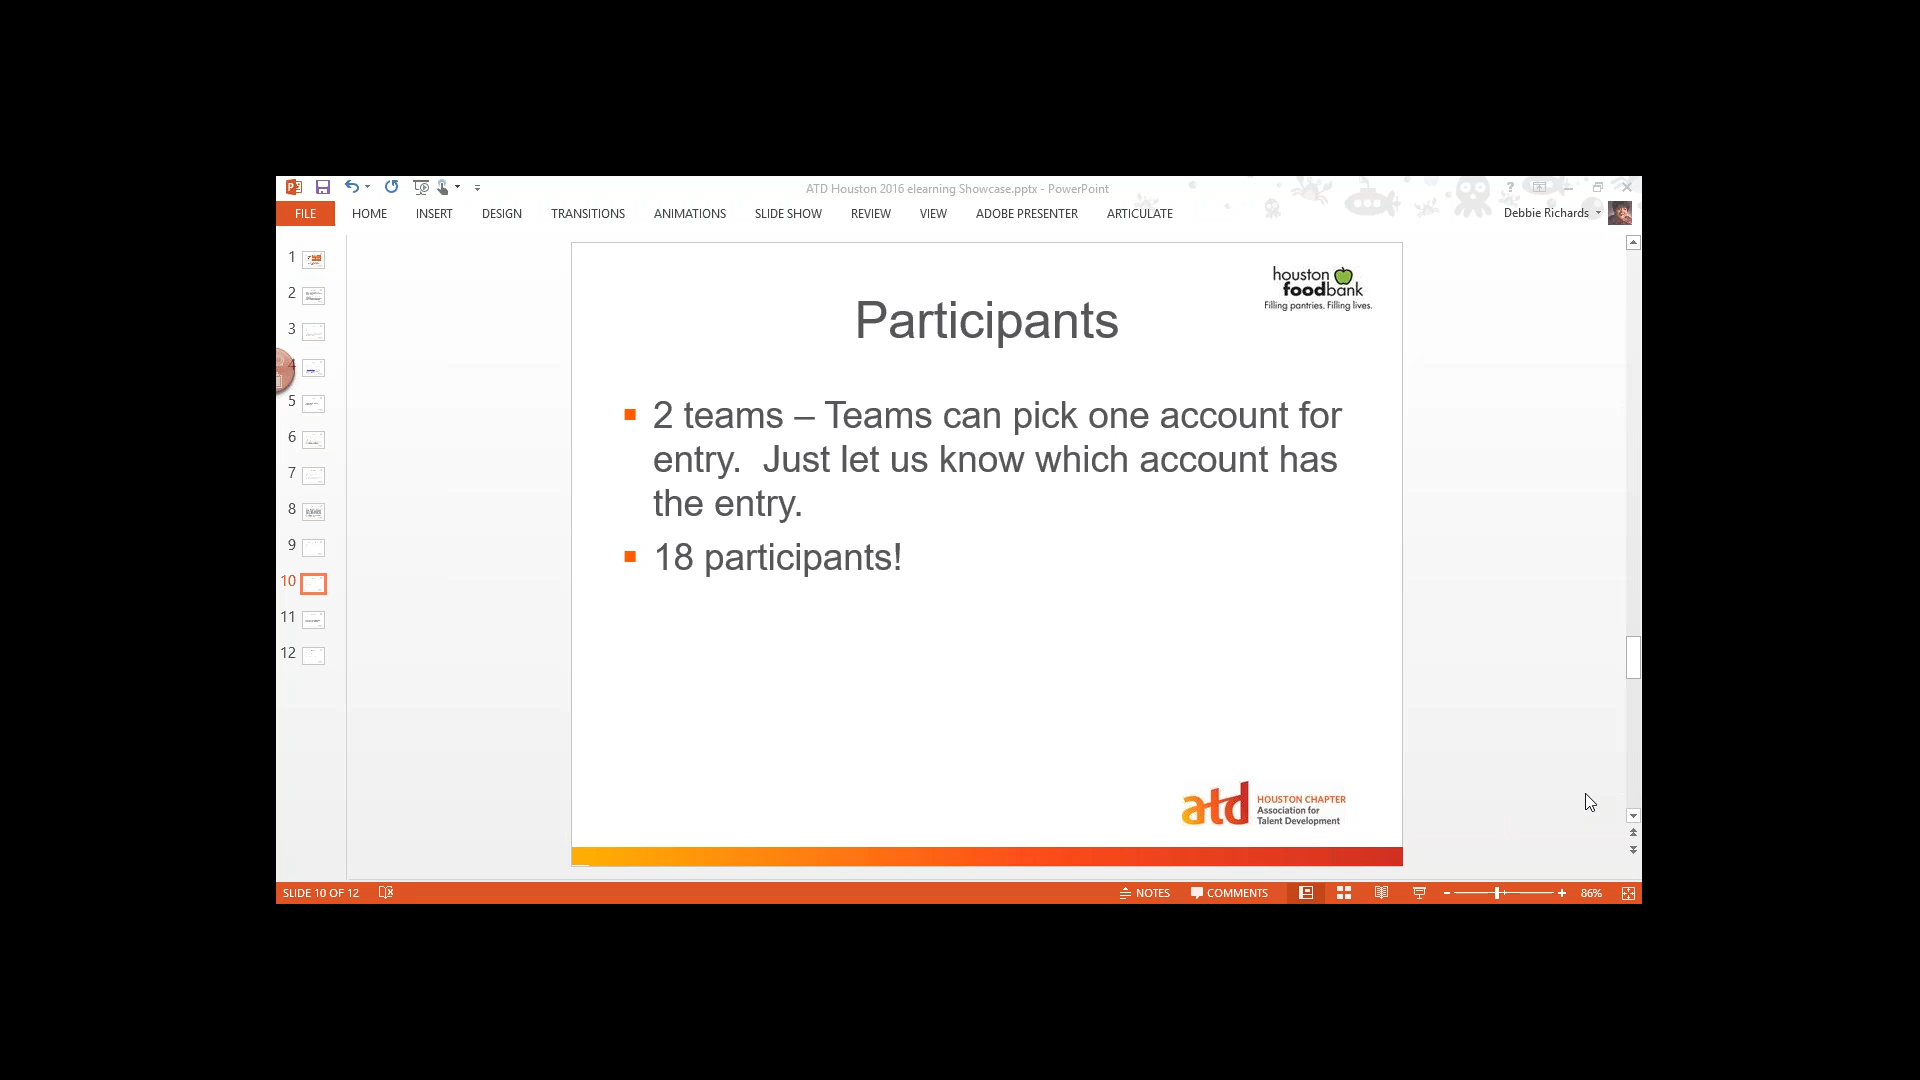 ATD Houston 2016 elearning Showcase.pptx - PowerPoint
?
FILE HOME INSERT DESIGN TRANSITIONS ANIMATIONS SLIDE SHOW REVIEW VIEW ADOBE PRESENTER ARTICULATE
Debbie Richards
1
2
3
4
5
6
7
8
9
10
11
12
houston
foodbank
Filling pantries. Filling lives.
Participants
2 teams – Teams can pick one account for
entry.  Just let us know which account has
the entry.
18 participants!
atd
HOUSTON CHAPTER
Association for
Talent Development
SLIDE 10 OF 12
NOTES
COMMENTS
86%